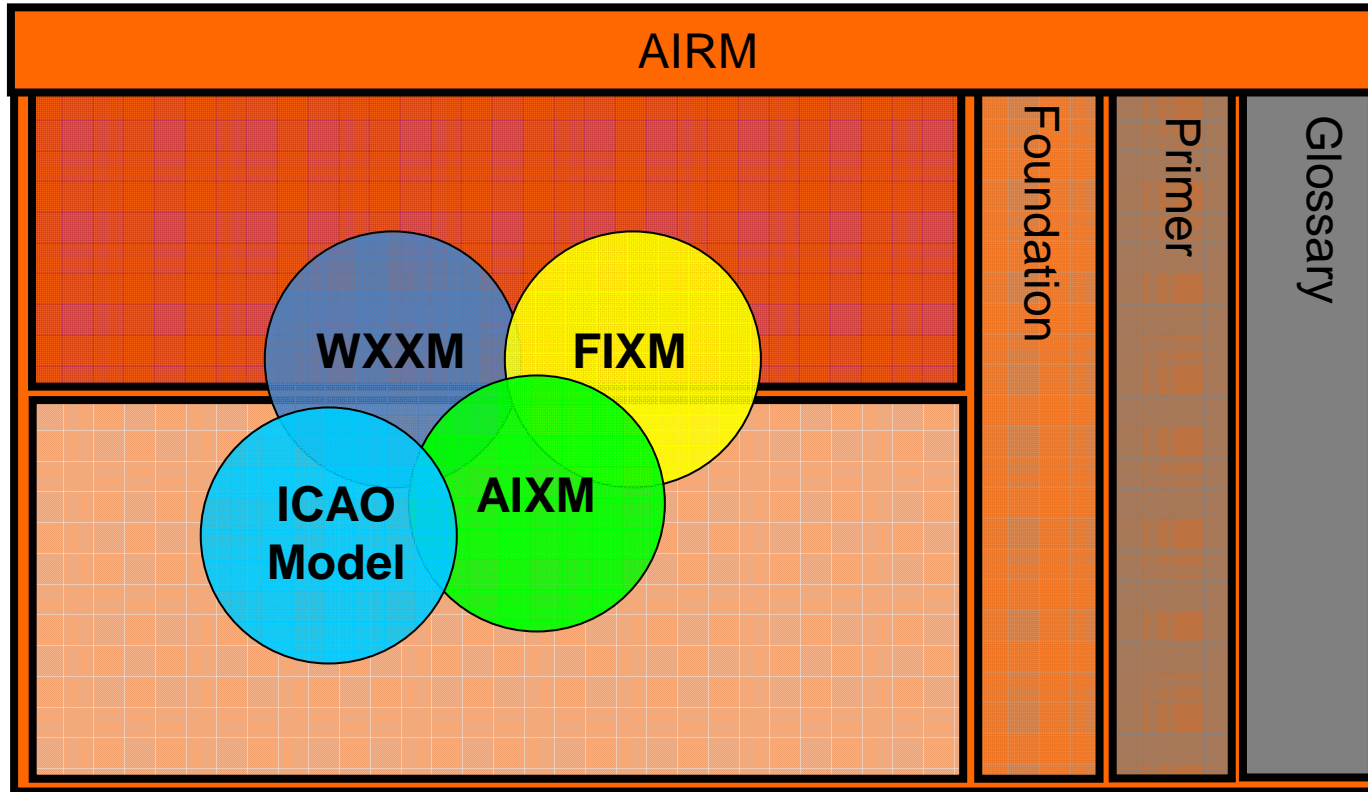 AIRM
Foundation
Primer
Glossary
WXXM
FIXM
AIXM
ICAO
Model